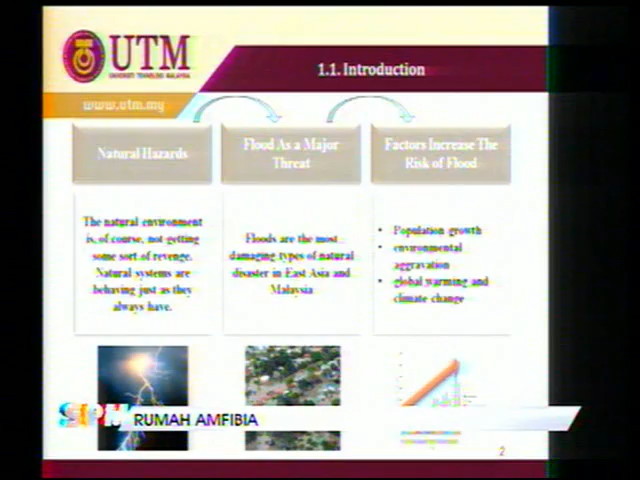 UTM
UNIVERSITI TEKNOLOGI MALAYSIA
1.1. Introduction
www.utm.my
Natural Hazards
Flood As a Major
Threat
Factors Increase The
Risk of Flood
The natural environment
is, of course, not getting
some sort of revenge.
Natural systems are
behaving just as they
always have.
Floods are the most
damaging types of natural
disaster in East Asia and
Malaysia
• Population growth
• environmental
aggravation
• global warming and
climate change
RUMAH AMFIBIA
2